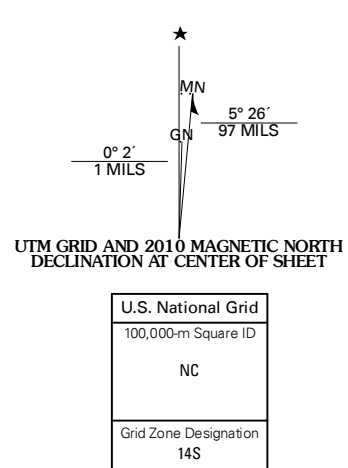 ★
MN
5° 26´
GN
97 MILS
0° 2´
1 MILS
UTM GRID AND 2010 MAGNETIC NORTH
DECLINATION AT CENTER OF SHEET
U.S. National Grid
100,000-m Square ID
NC
Grid Zone Designation
14S